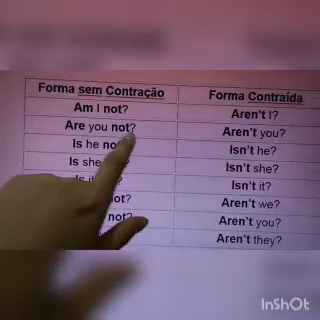 Forma sem Contração Forma Contraída
Am I not? Aren't I?
Are you not? Aren't you?
Is he Isn't he?
Is she Isn't she?
Isn't it?
Aren't we?
not? Aren't you?
Aren't they?
InShOt